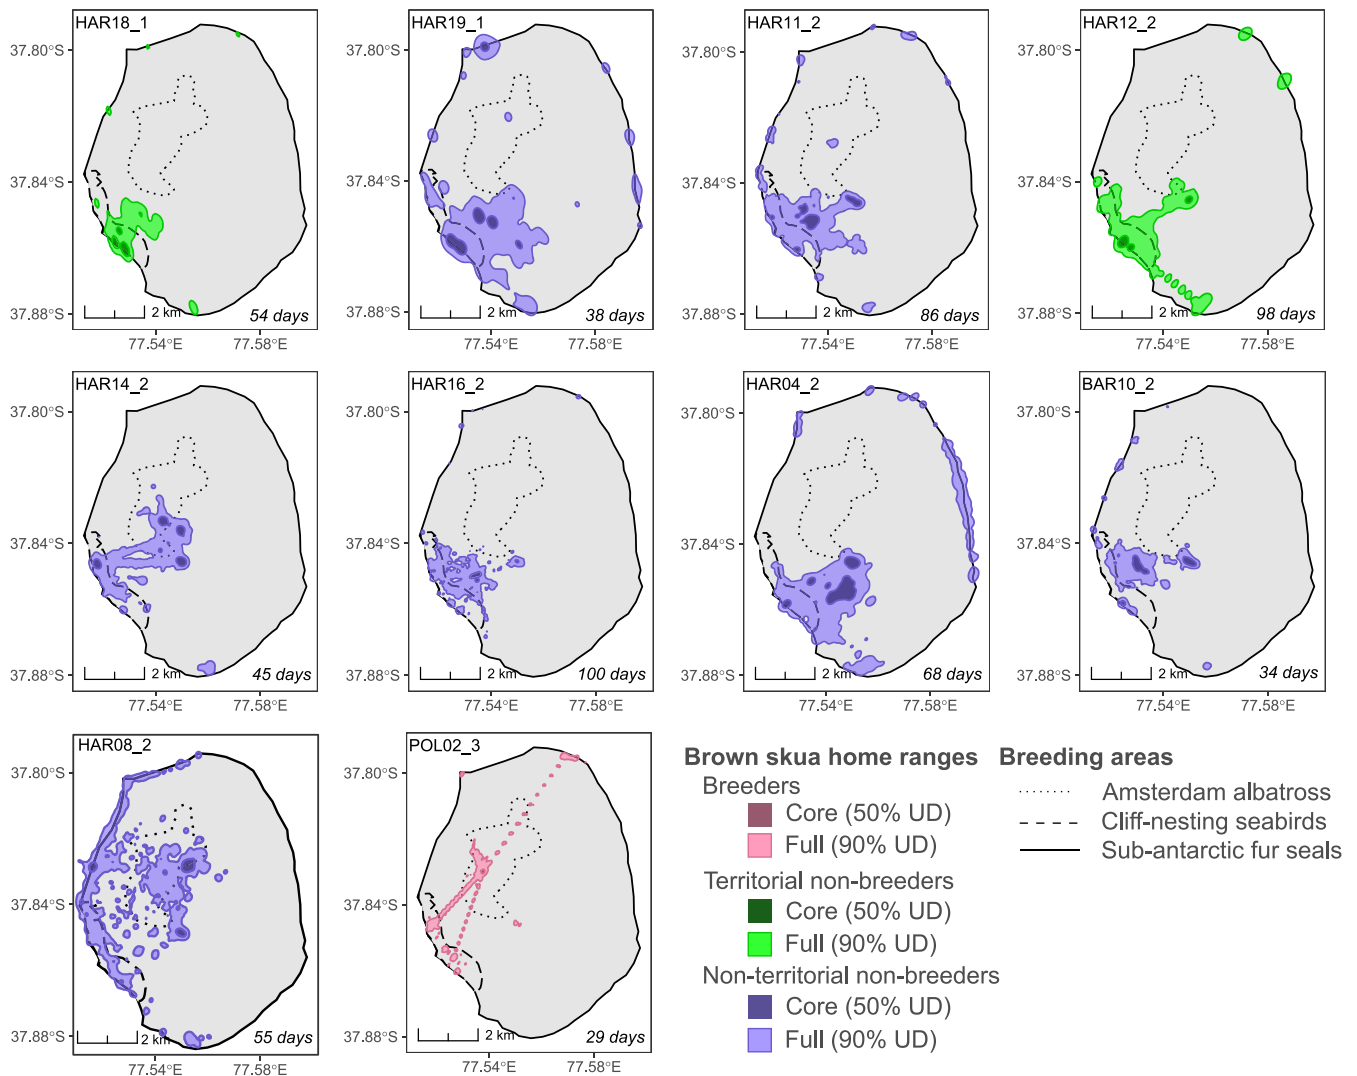 HAR18_1
HAR19_1
HAR11_2
HAR12_2
37.80°S
37.84°S
37.88°S
2 km
54 days
77.54°E
77.58°E
37.80°S
37.84°S
37.88°S
2 km
38 days
77.54°E
77.58°E
37.80°S
37.84°S
37.88°S
2 km
86 days
77.54°E
77.58°E
37.80°S
37.84°S
37.88°S
2 km
98 days
77.54°E
77.58°E
HAR14_2
HAR16_2
HAR04_2
BAR10_2
37.80°S
37.84°S
37.88°S
2 km
45 days
77.54°E
77.58°E
37.80°S
37.84°S
37.88°S
2 km
100 days
77.54°E
77.58°E
37.80°S
37.84°S
37.88°S
2 km
68 days
77.54°E
77.58°E
37.80°S
37.84°S
37.88°S
2 km
34 days
77.54°E
77.58°E
HAR08_2
POL02_3
37.80°S
37.84°S
37.88°S
2 km
55 days
77.54°E
77.58°E
37.80°S
37.84°S
37.88°S
2 km
29 days
77.54°E
77.58°E
Brown skua home ranges
Breeders
Core (50% UD)
Full (90% UD)
Territorial non-breeders
Core (50% UD)
Full (90% UD)
Non-territorial non-breeders
Core (50% UD)
Full (90% UD)
Breeding areas
Amsterdam albatross
Cliff-nesting seabirds
Sub-antarctic fur seals